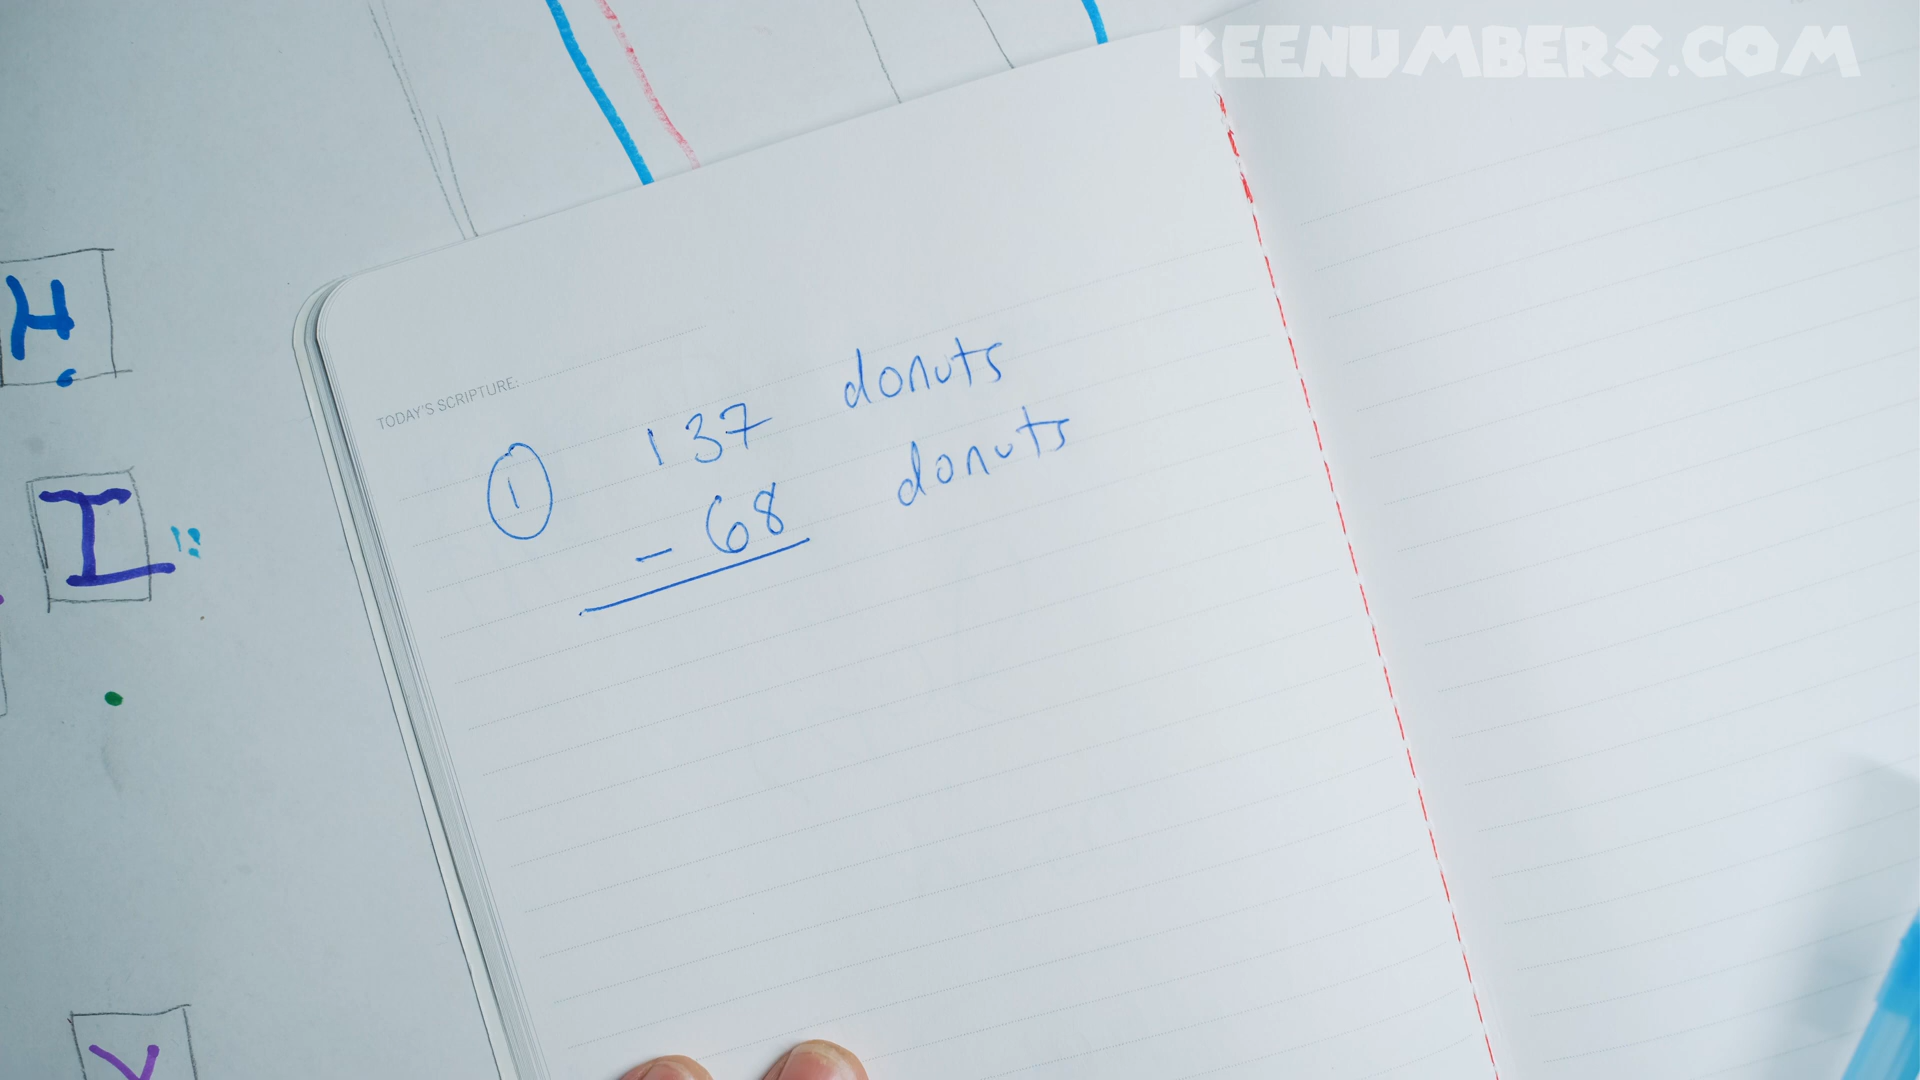 KEENUMBERS.COM
H
TODAY'S SCRIPTURE:
1 137 donuts
- 68 donuts
I
Y